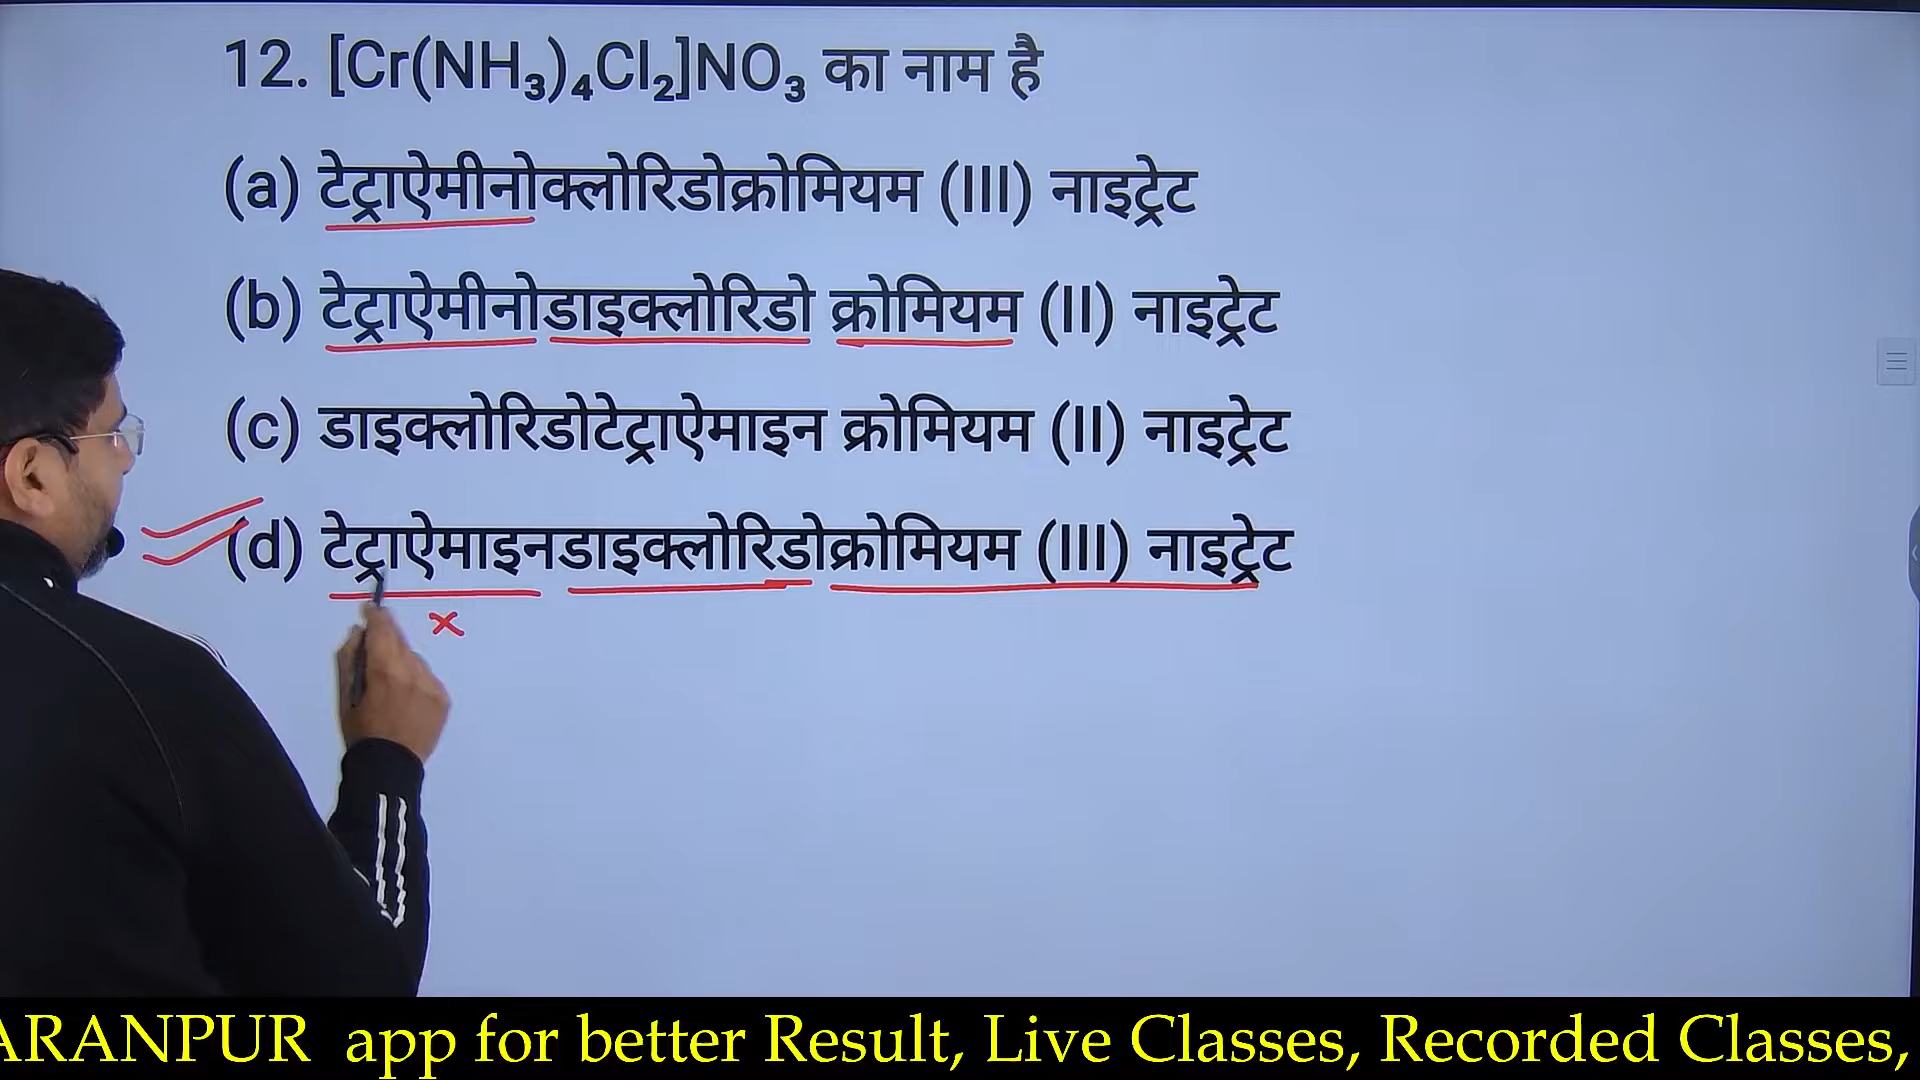 12. [Cr(NH₃)₄Cl₂]NO₃ का नाम है
(a) टेट्राऐमीनोक्लोरिडोक्रोमियम (III) नाइट्रेट
(b) टेट्राऐमीनोडाइक्लोरिडो क्रोमियम (II) नाइट्रेट
(c) डाइक्लोरिडोटेट्राऐमाइन क्रोमियम (II) नाइट्रेट
(d) टेट्राऐमाइनडाइक्लोरिडोक्रोमियम (III) नाइट्रेट
x
ARANPUR app for better Result, Live Classes, Recorded Classes,